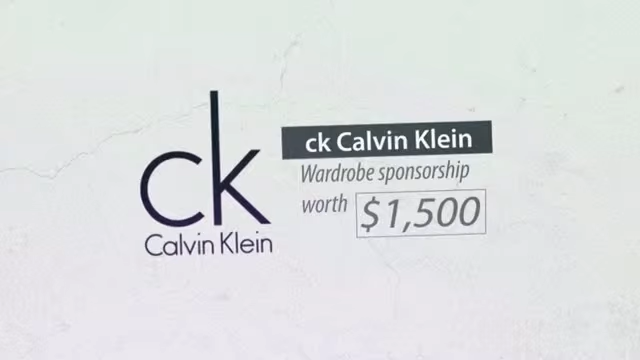 ck
Calvin Klein
ck Calvin Klein
Wardrobe sponsorship
worth $1,500